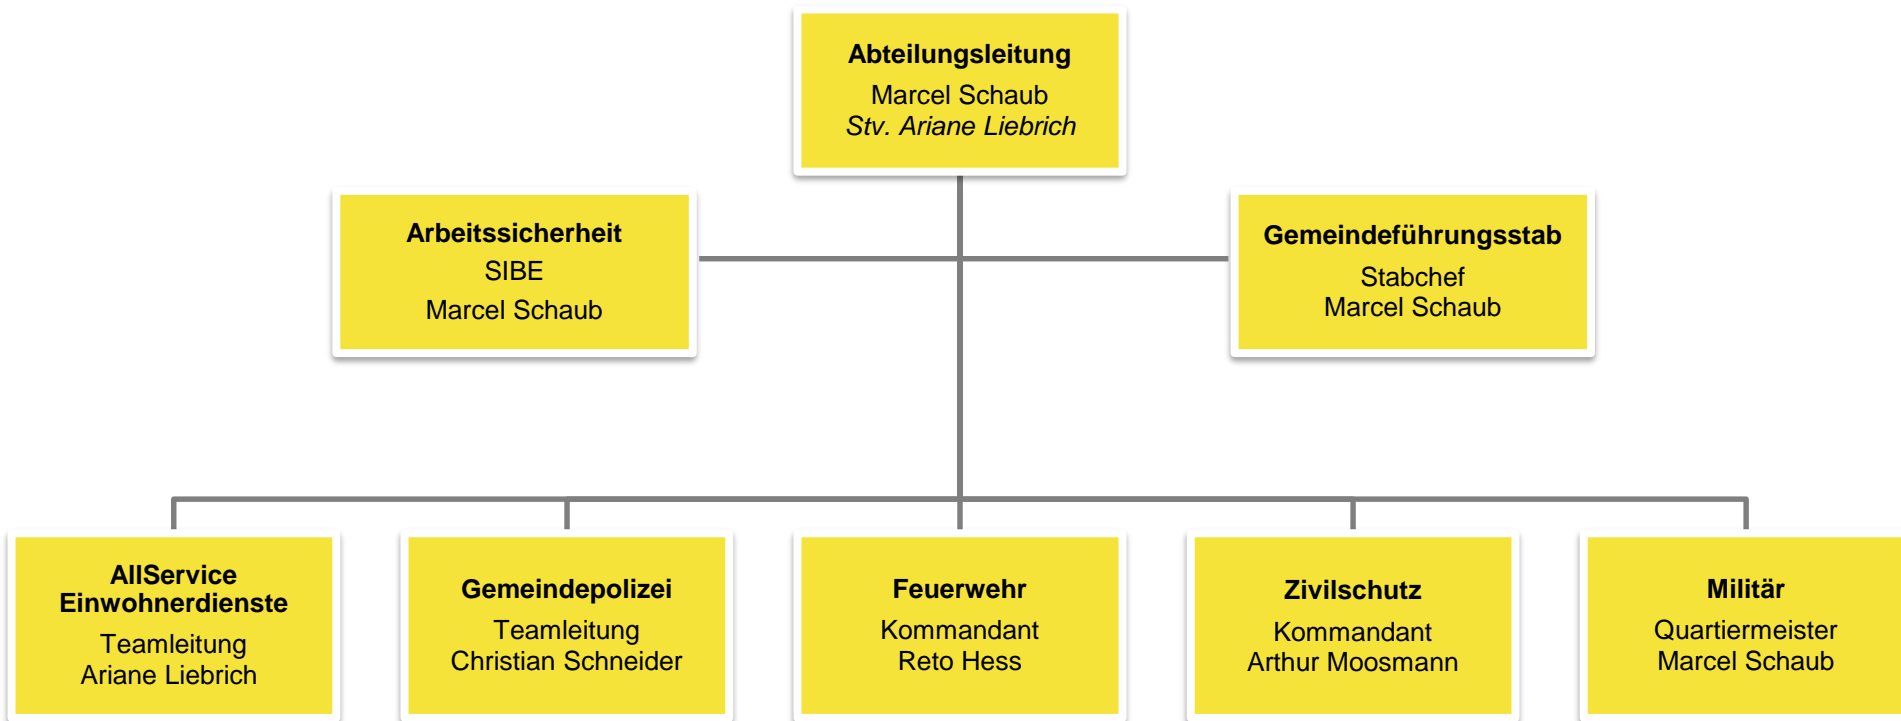 Abteilungsleitung
Marcel Schaub
Stv. Ariane Liebrich
Arbeitssicherheit
SIBE
Marcel Schaub
Gemeindeführungsstab
Stabchef
Marcel Schaub
AllService
Einwohnerdienste
Teamleitung
Ariane Liebrich
Gemeindepolizei
Teamleitung
Christian Schneider
Feuerwehr
Kommandant
Reto Hess
Zivilschutz
Kommandant
Arthur Moosmann
Militär
Quartiermeister
Marcel Schaub